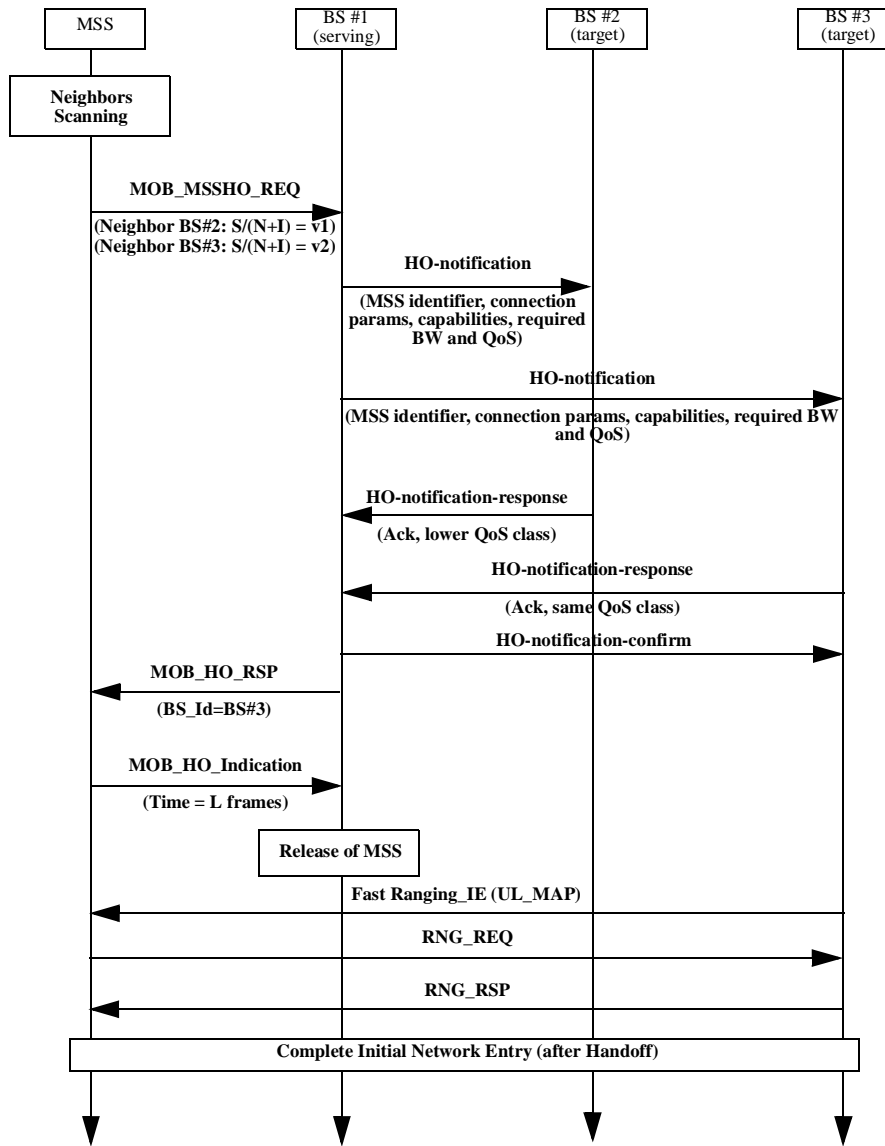 MSS
BS #1
(serving)
BS #2
(target)
BS #3
(target)
Neighbors
Scanning
MOB_MSSHO_REQ
(Neighbor BS#2: S/(N+I) = v1)
(Neighbor BS#3: S/(N+I) = v2)
HO-notification
(MSS identifier, connection
params, capabilities, required
BW and QoS)
HO-notification
(MSS identifier, connection params, capabilities, required BW
and QoS)
HO-notification-response
(Ack, lower QoS class)
HO-notification-response
(Ack, same QoS class)
HO-notification-confirm
MOB_HO_RSP
(BS_Id=BS#3)
MOB_HO_Indication
(Time = L frames)
Release of MSS
Fast Ranging_IE (UL_MAP)
RNG_REQ
RNG_RSP
Complete Initial Network Entry (after Handoff)